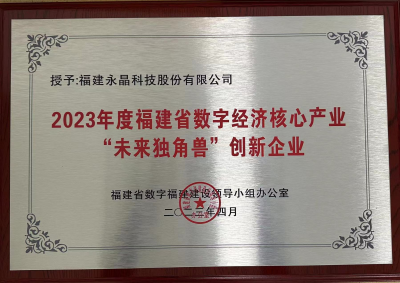 授予:福建永晶科技股份有限公司
2023年度福建省数字经济核心产业
“未来独角兽”创新企业
福建省数字福建建设领导小组办公室
二〇二 年四月